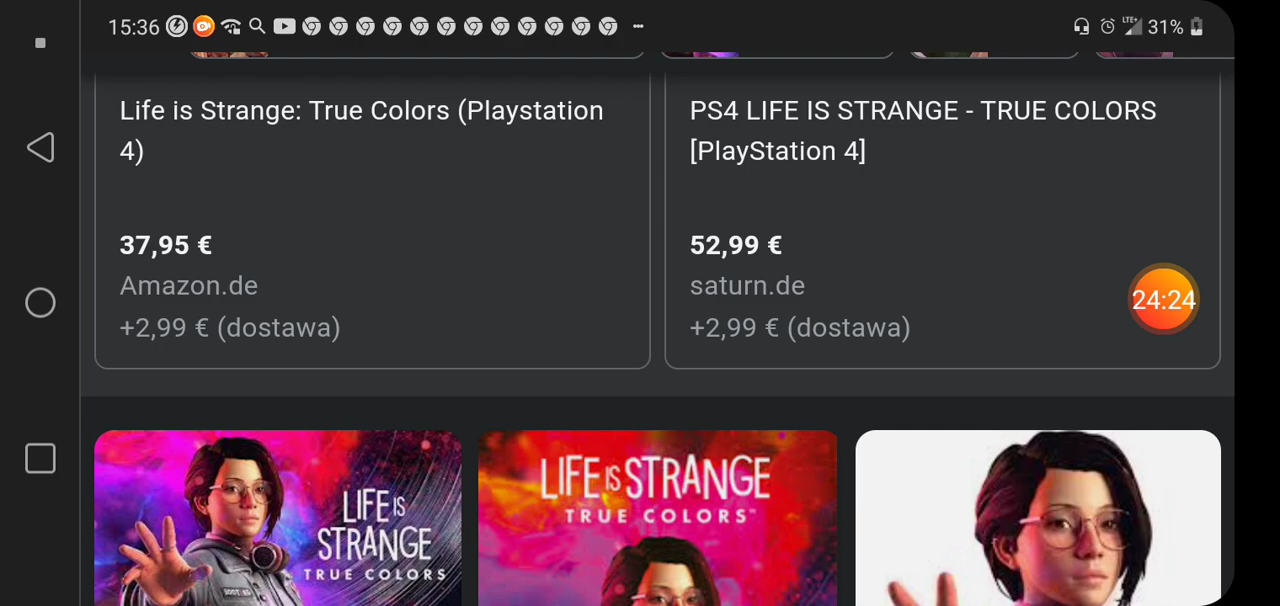 15:36
LTE+ 31%
Life is Strange: True Colors (Playstation
4)
37,95 €
Amazon.de
+2,99 € (dostawa)
PS4 LIFE IS STRANGE - TRUE COLORS
[PlayStation 4]
52,99 €
saturn.de
+2,99 € (dostawa)
24:24
LIFE IS
STRANGE
TRUE COLORS
LIFE IS STRANGE
TRUE COLORS™